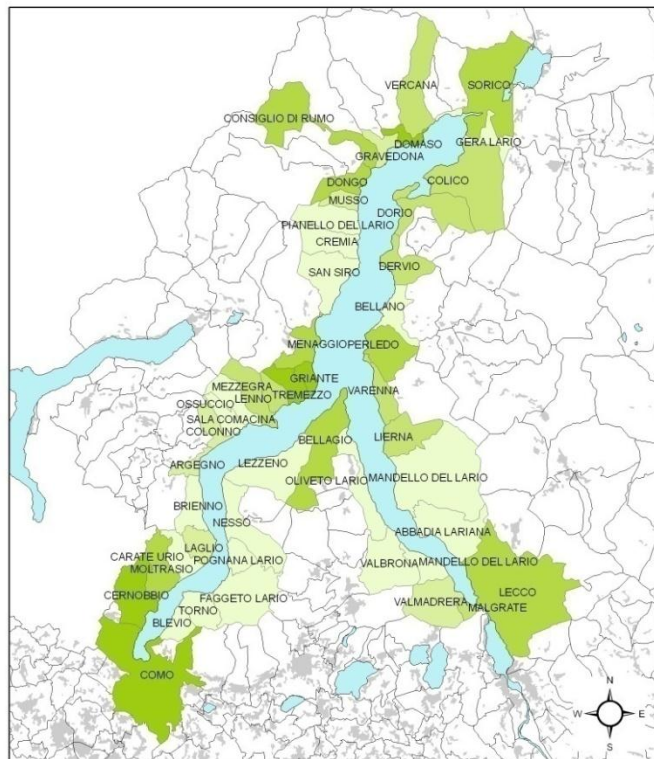 VERCANA
SORICO
CONSIGLIO DI RUMO
DOMASO
GERA LARIO
GRAVEDONA
DONGO
COLICO
MUSSO
DORIO
PIANELLO DEL LARIO
CREMIA
SAN SIRO
DERVIO
BELLANO
MENAGGIO
PERLEDO
GRIANTE
MEZZEGRA
LENNO
TREMEZZO
VARENNA
OSSUCCIO
SALA COMACINA
COLONNO
BELLAGIO
LIERNA
ARGEGNO
LEZZENO
OLIVETO LARIO
MANDELLO DEL LARIO
BRIENNO
NESSO
ABBADIA LARIANA
LAGLIO
CARATE URIO
POGNANA LARIO
MOLTRASIO
VALBRONA
MANDELLO DEL LARIO
CERNOBBIO
FAGGETO LARIO
LECCO
TORNO
VALMADRERA
MALGRATE
BLEVIO
COMO
N
W
E
S